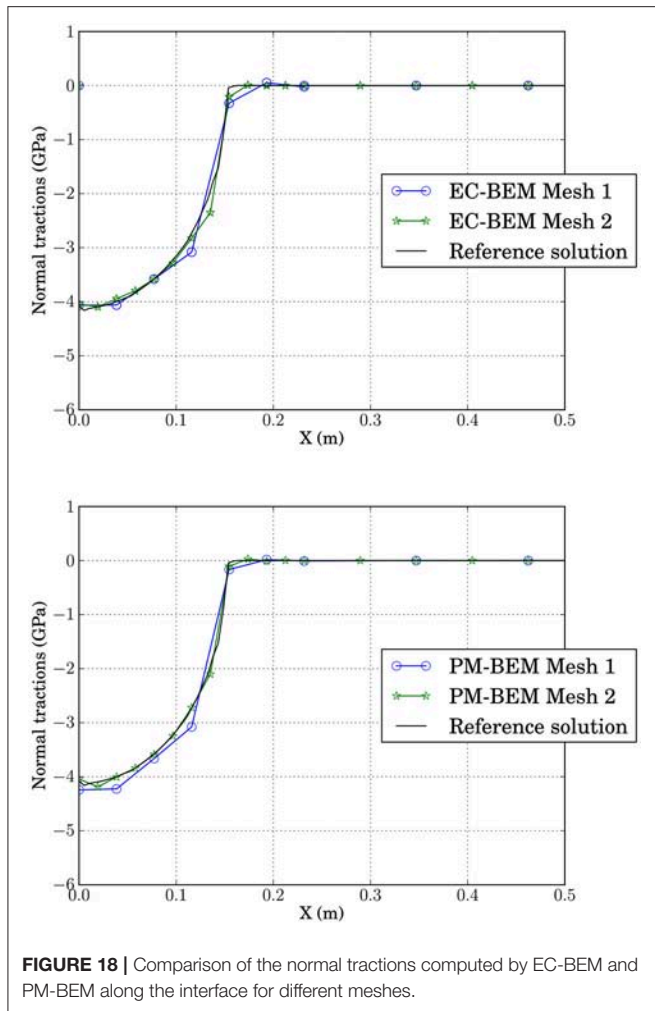 1
0
−1
−2
−3
−4
−5
−6
Normal tractions (GPa)
EC-BEM Mesh 1
EC-BEM Mesh 2
Reference solution
0.0 0.1 0.2 0.3 0.4 0.5
X (m)
1
0
−1
−2
−3
−4
−5
−6
Normal tractions (GPa)
PM-BEM Mesh 1
PM-BEM Mesh 2
Reference solution
0.0 0.1 0.2 0.3 0.4 0.5
X (m)
FIGURE 18 | Comparison of the normal tractions computed by EC-BEM and
PM-BEM along the interface for different meshes.